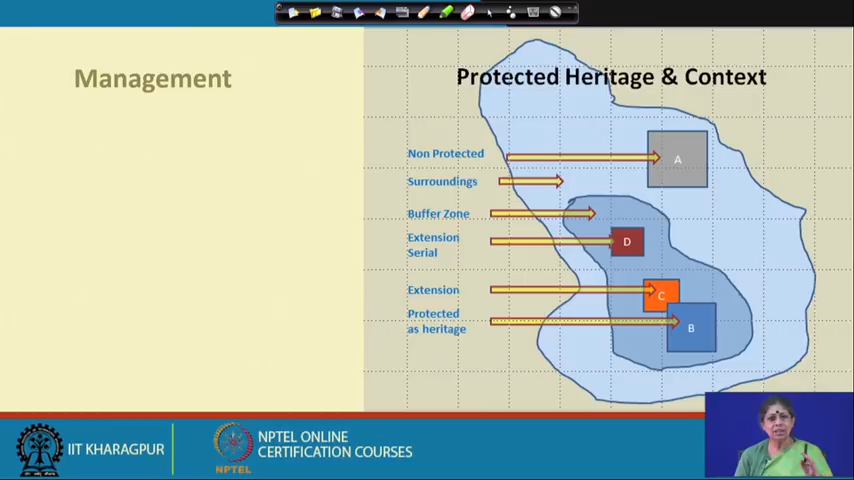 Management
Protected Heritage & Context
Non Protected
Surroundings
Buffer Zone
Extension
Serial
Extension
Protected
as heritage
A
D
C
B
IIT KHARAGPUR
NPTEL
NPTEL ONLINE
CERTIFICATION COURSES